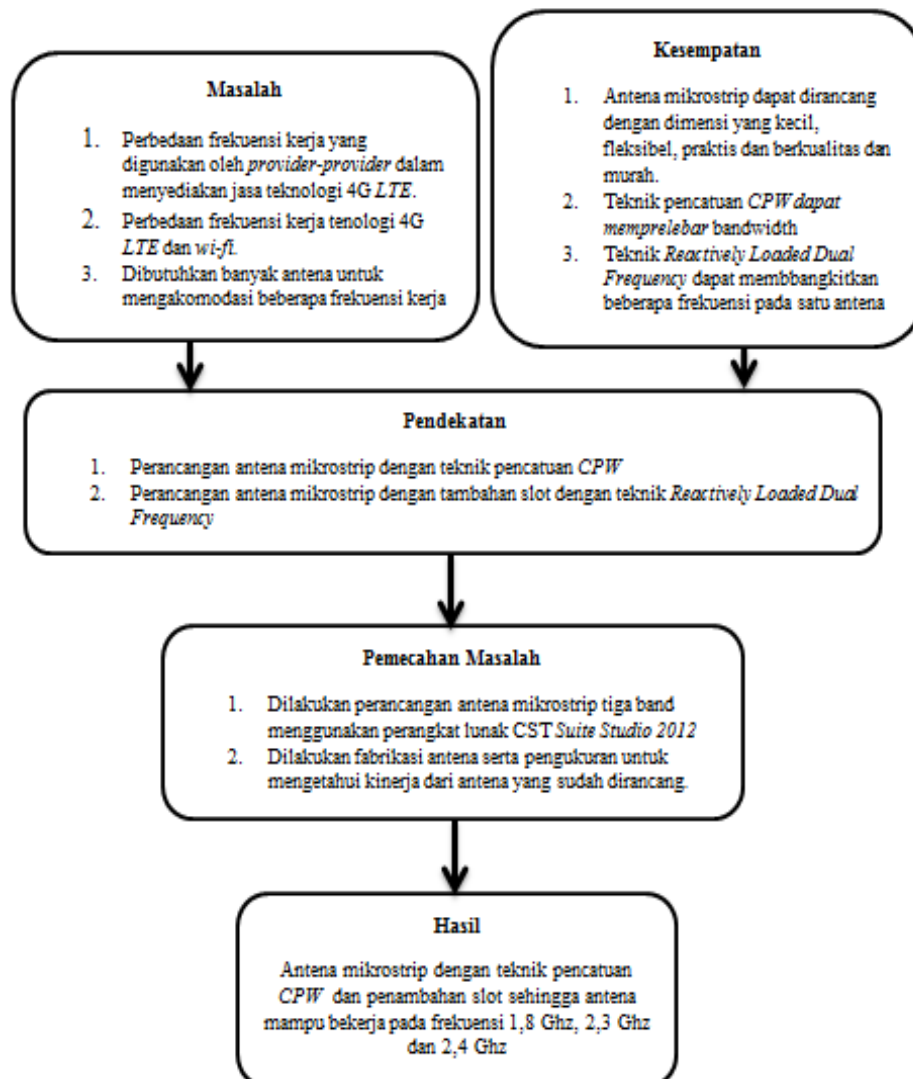 Masalah
1. Perbedaan frekuensi kerja yang
digunakan oleh provider-provider dalam
menyediakan jasa teknologi 4G LTE.
2. Perbedaan frekuensi kerja tenologi 4G
LTE dan wi-fi.
3. Dibutuhkan banyak antena untuk
mengakomodasi beberapa frekuensi kerja
Kesempatan
1. Antena mikrostrip dapat dirancang
dengan dimensi yang kecil,
fleksibel, praktis dan berkualitas dan
murah.
2. Teknik pencatuan CPW dapat
memprelebar bandwidth
3. Teknik Reactively Loaded Dual
Frequency dapat membbangkitkan
beberapa frekuensi pada satu antena
Pendekatan
1. Perancangan antena mikrostrip dengan teknik pencatuan CPW
2. Perancangan antena mikrostrip dengan tambahan slot dengan teknik Reactively Loaded Dual
Frequency
Pemecahan Masalah
1. Dilakukan perancangan antena mikrostrip tiga band
menggunakan perangkat lunak CST Suite Studio 2012
2. Dilakukan fabrikasi antena serta pengukuran untuk
mengetahui kinerja dari antena yang sudah dirancang.
Hasil
Antena mikrostrip dengan teknik pencatuan
CPW dan penambahan slot sehingga antena
mampu bekerja pada frekuensi 1,8 Ghz, 2,3 Ghz
dan 2,4 Ghz